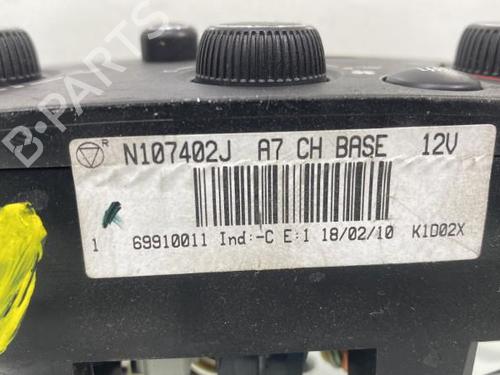 B-PARTS
R
N107402J A7 CH BASE 12V
1 69910011 Ind:-C E:1 18/02/10 K1D02X